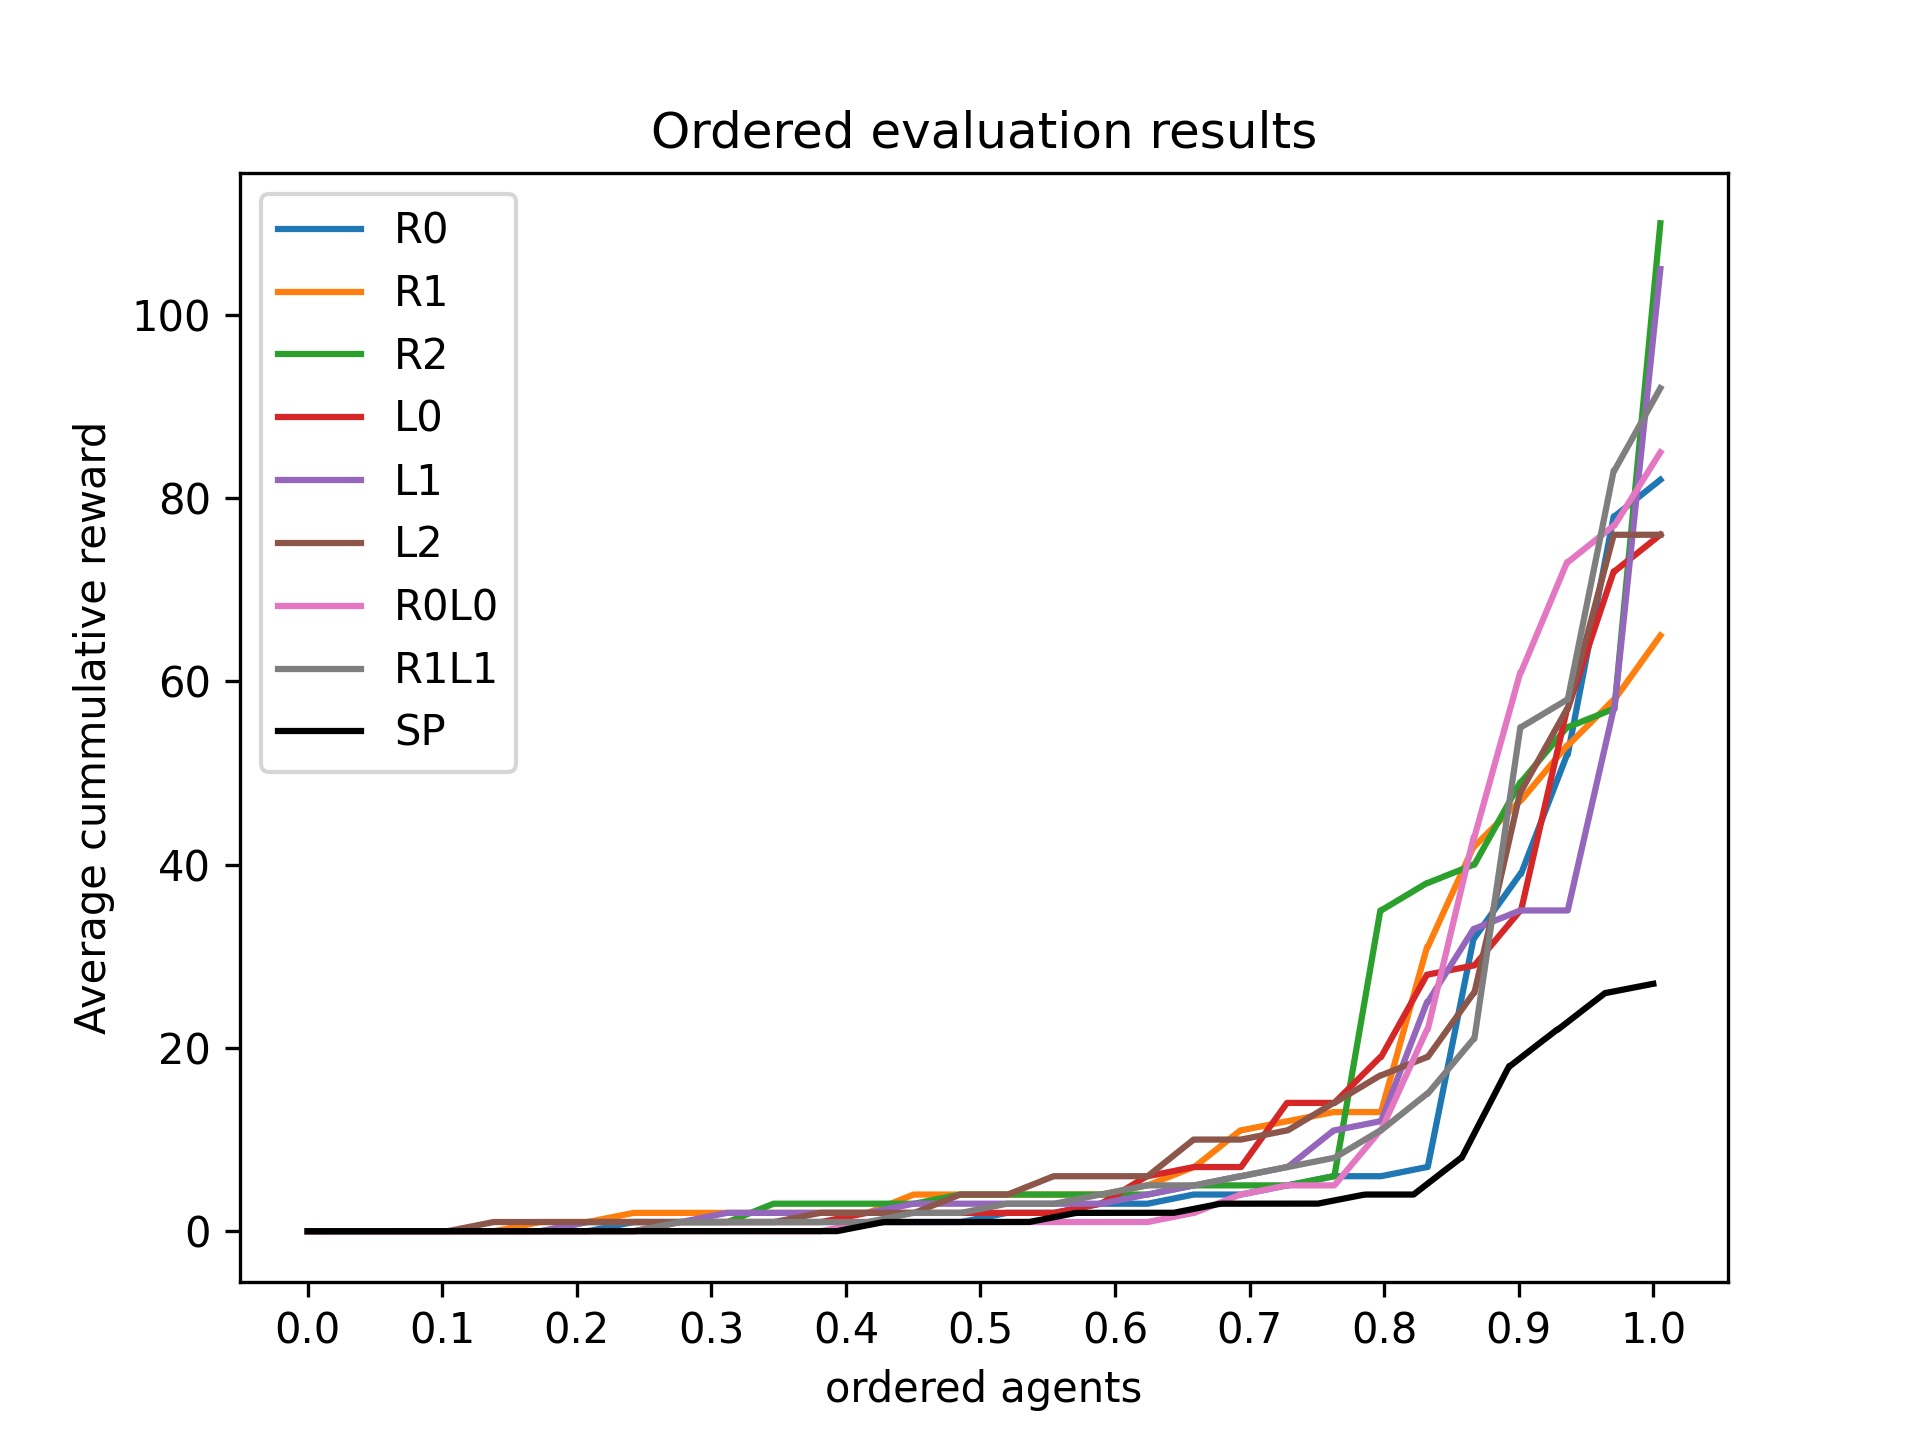 Ordered evaluation results
R0
R1
R2
L0
L1
L2
R0L0
R1L1
SP
Average cummulative reward
100
80
60
40
20
0
0.0 0.1 0.2 0.3 0.4 0.5 0.6 0.7 0.8 0.9 1.0
ordered agents